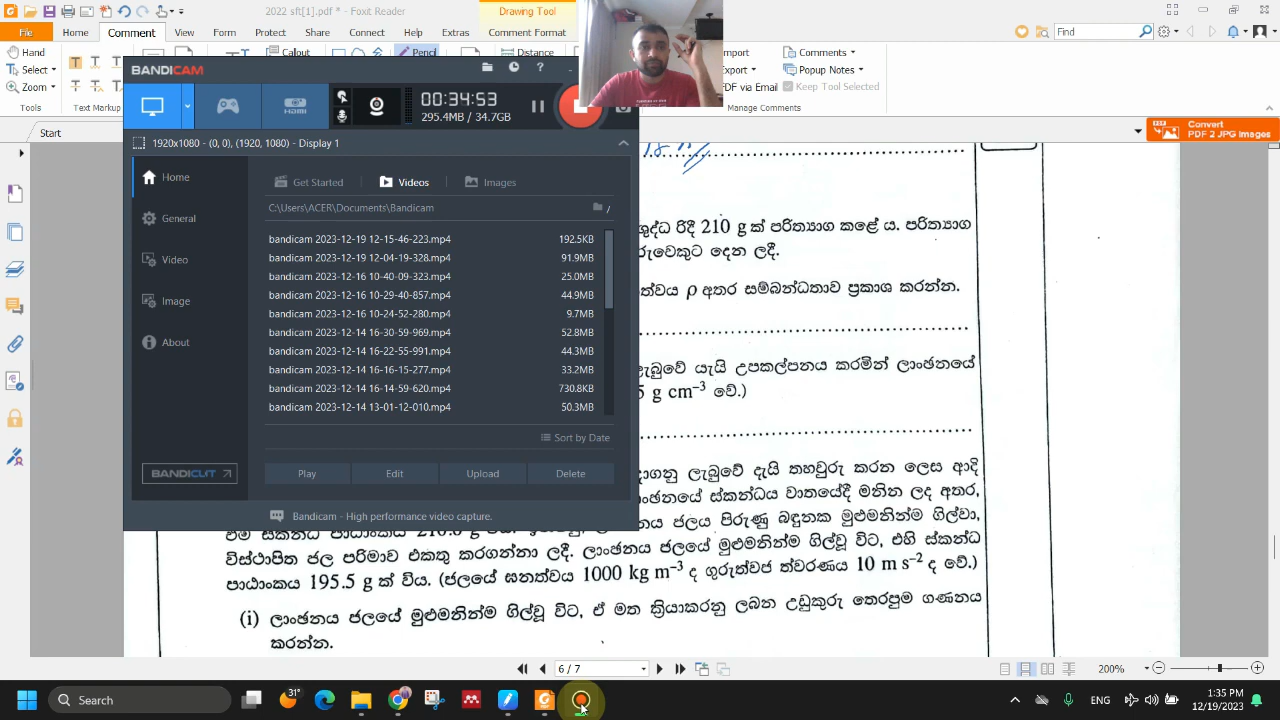 2022 sft[1].pdf * - Foxit Reader
Drawing Tool
File
Home
Comment
View
Form
Protect
Share
Connect
Help
Extras
Comment Format
Find
Hand
Select
Zoom
Tools
Text Markup
Callout
Pencil
Import
Export
PDF via Email
Comments
Popup Notes
Keep Tool Selected
Manage Comments
Start
Convert
PDF 2 JPG Images
BANDICAM
HDMI
00:34:53
295.4MB / 34.7GB
1920x1080 - (0, 0), (1920, 1080) - Display 1
Home
General
Video
Image
About
BANDICUT
Get Started
Videos
Images
C:\Users\ACER\Documents\Bandicam
bandicam 2023-12-19 12-15-46-223.mp4 192.5KB
bandicam 2023-12-19 12-04-19-328.mp4 91.9MB
bandicam 2023-12-16 10-40-09-323.mp4 25.0MB
bandicam 2023-12-16 10-29-40-857.mp4 44.9MB
bandicam 2023-12-16 10-24-52-280.mp4 9.7MB
bandicam 2023-12-14 16-30-59-969.mp4 52.8MB
bandicam 2023-12-14 16-22-55-991.mp4 44.3MB
bandicam 2023-12-14 16-16-15-277.mp4 33.2MB
bandicam 2023-12-14 16-14-59-620.mp4 730.8KB
bandicam 2023-12-14 13-01-12-010.mp4 50.3MB
Sort by Date
Play
Edit
Upload
Delete
Bandicam - High performance video capture.
ශුද්ධ රිදී 210 g ක් පරිත්‍යාග කළේ ය. පරිත්‍යාග
දෙන ලදී.
ρ අතර සම්බන්ධතාව ප්‍රකාශ කරන්න.
යැයි උපකල්පනය කරමින් ලාංඡනයේ
g cm⁻³ වේ.)
ලැබුවේ දැයි තහවුරු කරන ලෙස ආදි
ස්කන්ධය වාතයේදී මනින ලද අතර,
ජලය පිරුණු බඳුනක මුළුමනින්ම ගිල්වා,
විස්ථාපිත ජල පරිමාව එකතු කරගන්නා ලදී. ලාංඡනය ජලයේ මුළුමනින්ම ගිල්වූ විට, එහි ස්කන්ධ
පාඨාංකය 195.5 g ක් විය. (ජලයේ ඝනත්වය 1000 kg m⁻³ ද ගුරුත්වජ ත්වරණය 10 m s⁻² ද වේ.)
(i) ලාංඡනය ජලයේ මුළුමනින්ම ගිල්වූ විට, ඒ මත ක්‍රියාකරනු ලබන උඩුකුරු තෙරපුම ගණනය
කරන්න.
6 / 7
200%
Search
31°
ENG
1:35 PM
12/19/2023